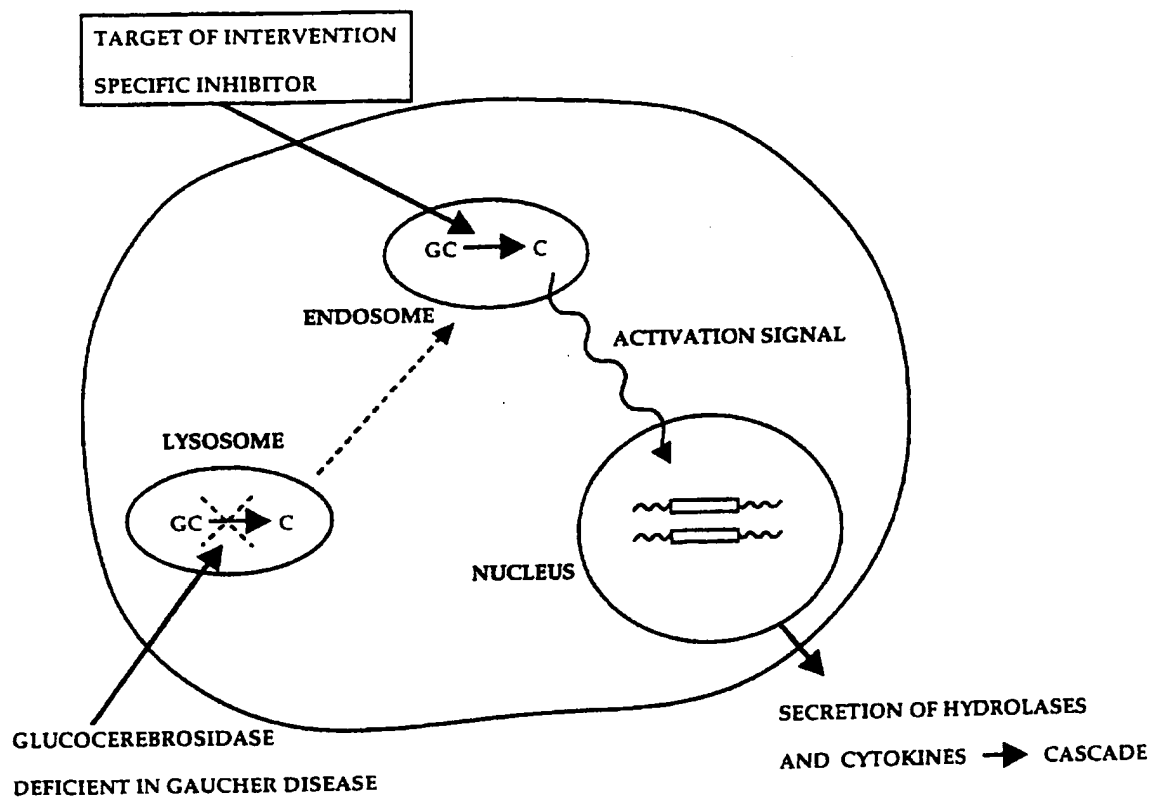 TARGET OF INTERVENTION
SPECIFIC INHIBITOR
GC C
ENDOSOME
ACTIVATION SIGNAL
LYSOSOME
GC C
NUCLEUS
GLUCOCEREBROSIDASE
DEFICIENT IN GAUCHER DISEASE
SECRETION OF HYDROLASES
AND CYTOKINES → CASCADE